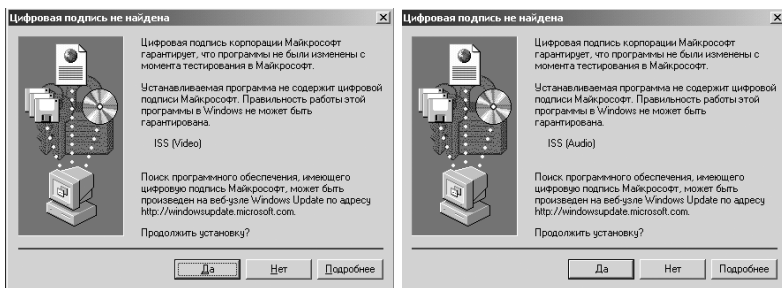 Цифровая подпись не найдена
Цифровая подпись корпорации Майкрософт
гарантирует, что программы не были изменены с
момента тестирования в Майкрософт.
Устанавливаемая программа не содержит цифровой
подписи Майкрософт. Правильность работы этой
программы в Windows не может быть
гарантирована.
ISS (Video)
Поиск программного обеспечения, имеющего
цифровую подпись Майкрософт, может быть
произведен на веб-узле Windows Update по адресу
http://windowsupdate.microsoft.com.
Продолжить установку?
Да Нет Подробнее
Цифровая подпись не найдена
Цифровая подпись корпорации Майкрософт
гарантирует, что программы не были изменены с
момента тестирования в Майкрософт.
Устанавливаемая программа не содержит цифровой
подписи Майкрософт. Правильность работы этой
программы в Windows не может быть
гарантирована.
ISS (Audio)
Поиск программного обеспечения, имеющего
цифровую подпись Майкрософт, может быть
произведен на веб-узле Windows Update по адресу
http://windowsupdate.microsoft.com.
Продолжить установку?
Да Нет Подробнее